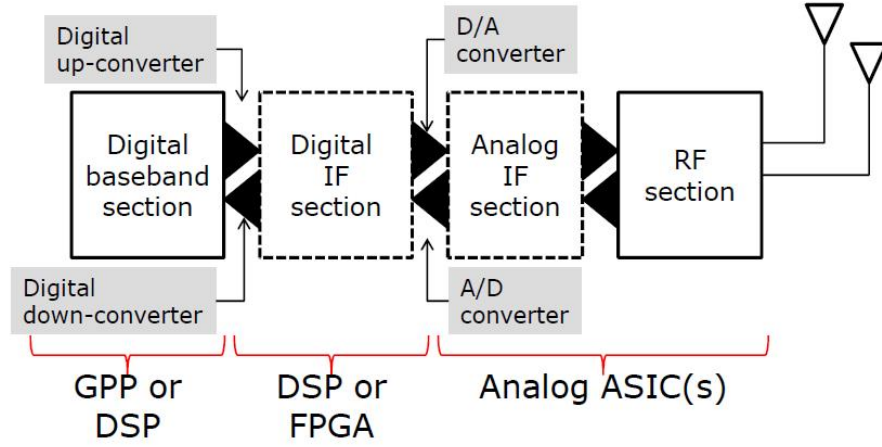 Digital
up-converter
D/A
converter
Digital
baseband
section
Digital
IF
section
Analog
IF
section
RF
section
Digital
down-converter
A/D
converter
GPP or
DSP
DSP or
FPGA
Analog ASIC(s)